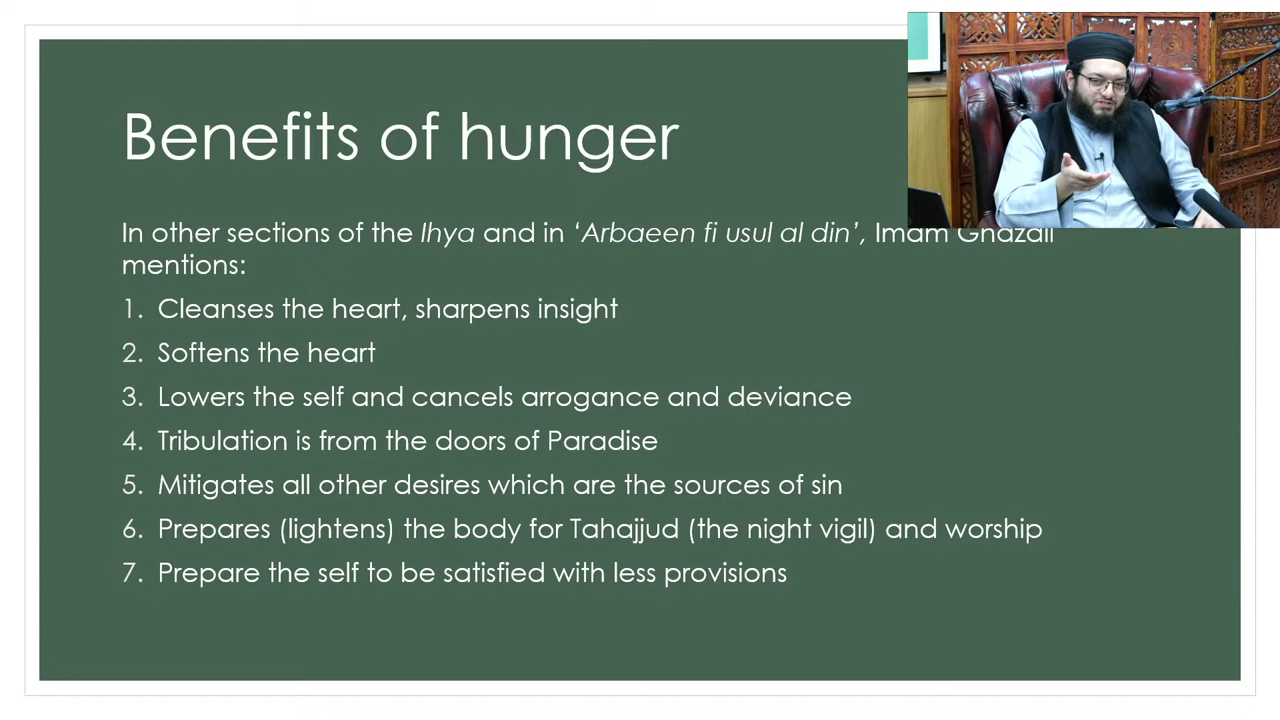 Benefits of hunger
In other sections of the Ihya and in ‘Arbaeen fi usul al din’, Imam Ghazali
mentions:
1. Cleanses the heart, sharpens insight
2. Softens the heart
3. Lowers the self and cancels arrogance and deviance
4. Tribulation is from the doors of Paradise
5. Mitigates all other desires which are the sources of sin
6. Prepares (lightens) the body for Tahajjud (the night vigil) and worship
7. Prepare the self to be satisfied with less provisions